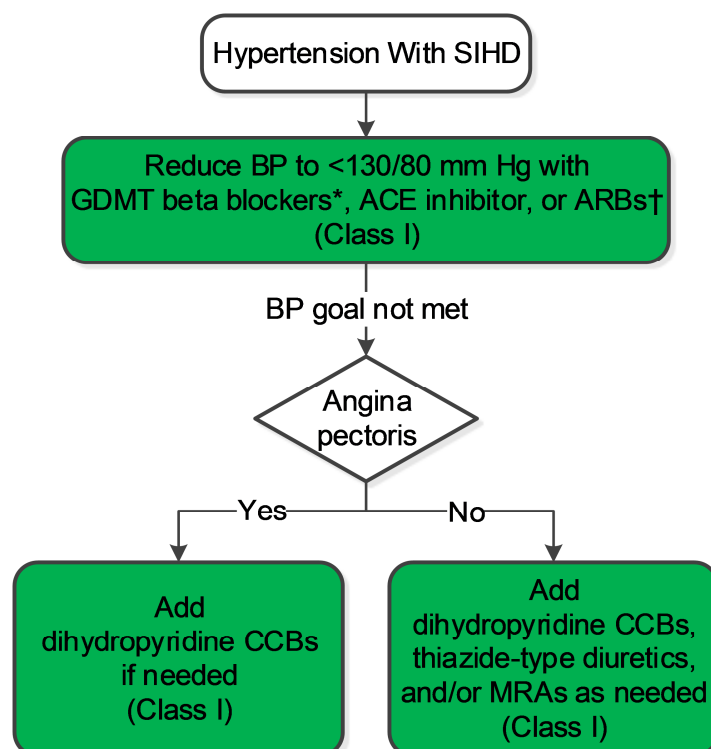 Hypertension With SIHD
Reduce BP to <130/80 mm Hg with
GDMT beta blockers*, ACE inhibitor, or ARBs†
(Class I)
BP goal not met
Angina
pectoris
Yes
No
Add
dihydropyridine CCBs
if needed
(Class I)
Add
dihydropyridine CCBs,
thiazide-type diuretics,
and/or MRAs as needed
(Class I)